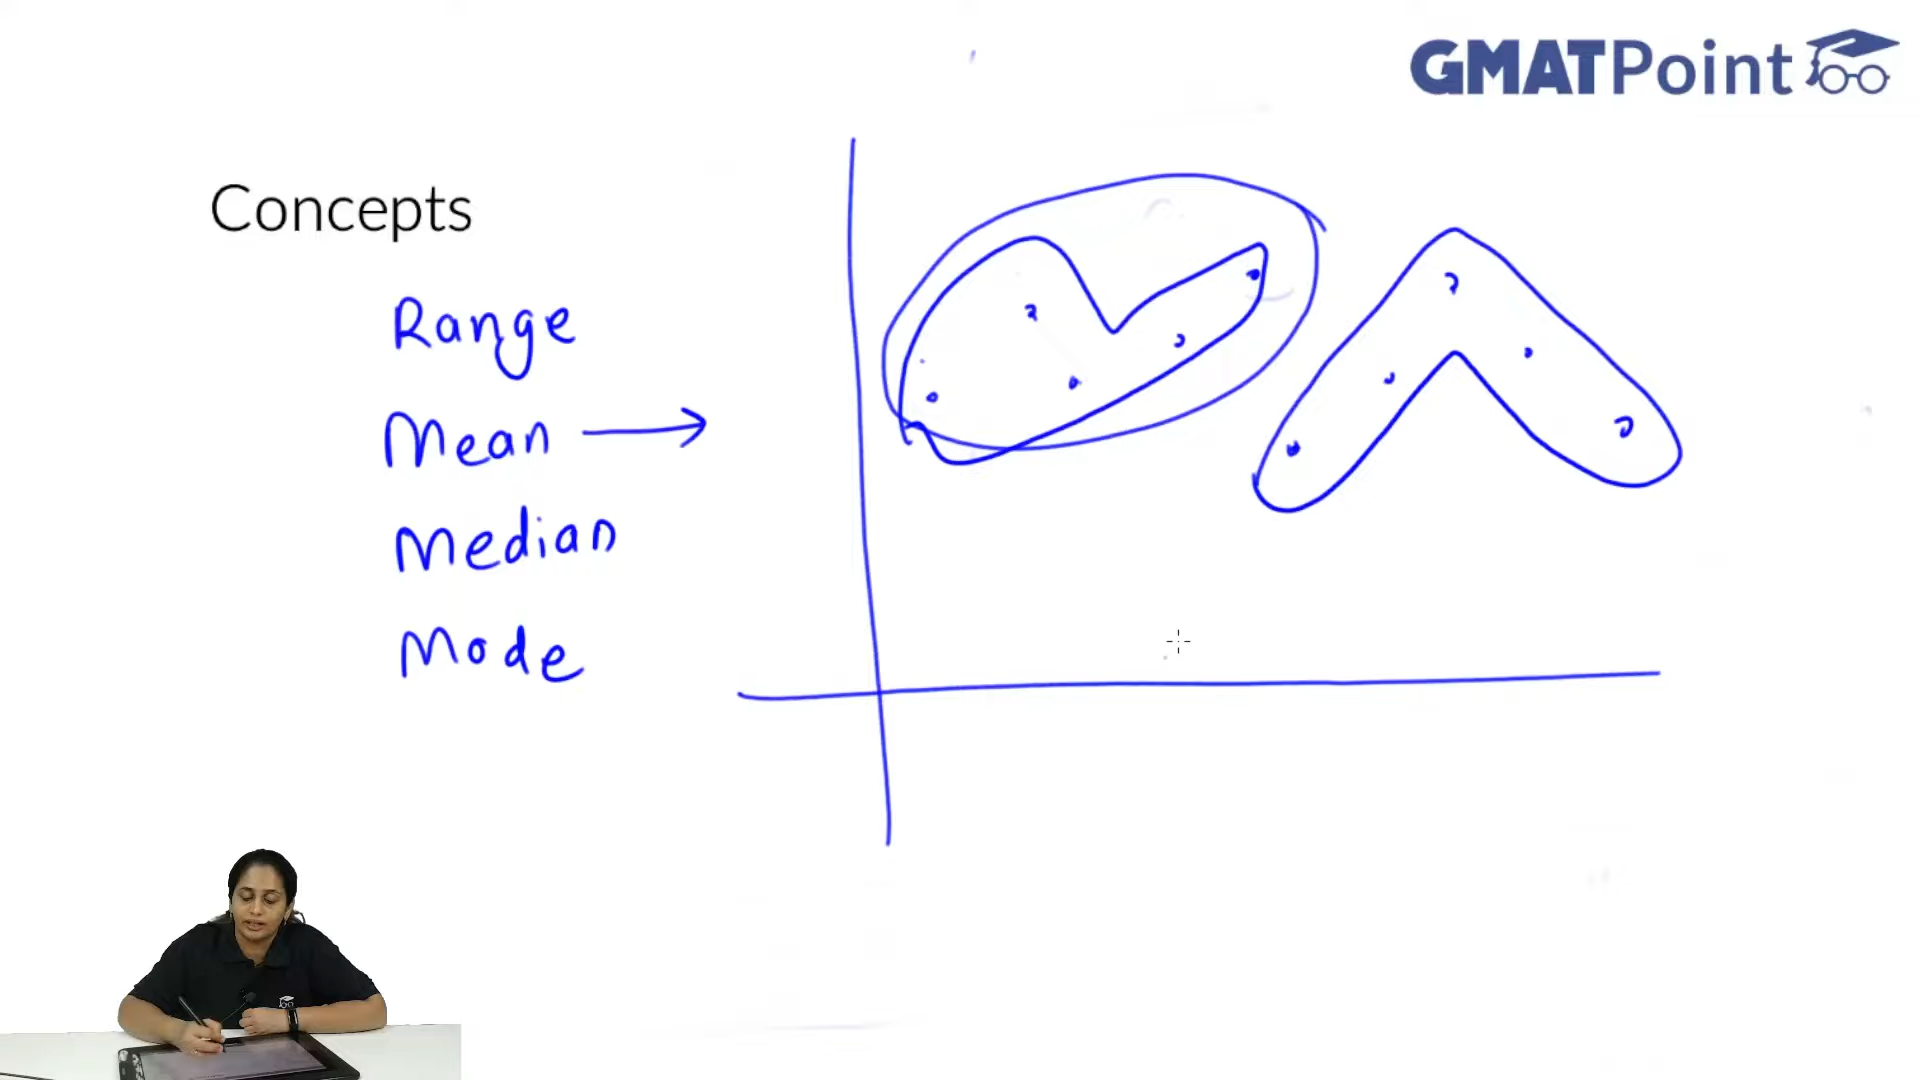 GMATPoint
Concepts
Range
Mean →
Median
Mode